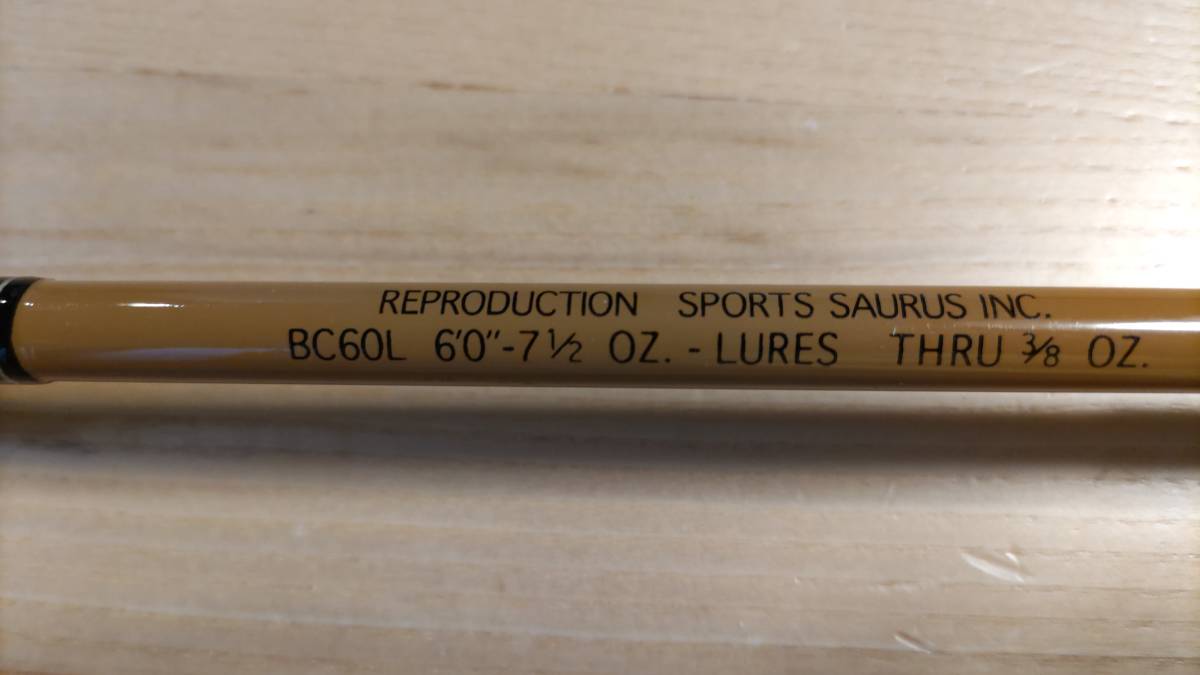 REPRODUCTION SPORTS SAURUS INC.
BC60L 6'0"-7½ OZ. - LURES THRU ⅜ OZ.